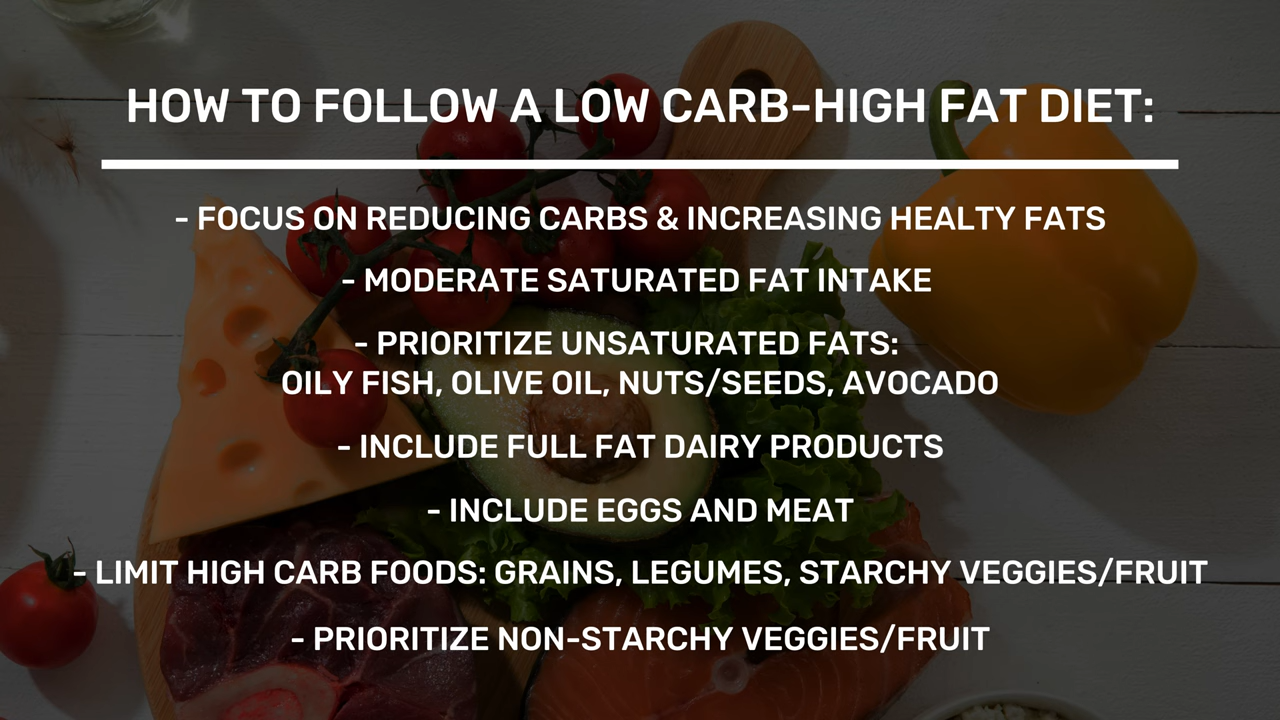 HOW TO FOLLOW A LOW CARB-HIGH FAT DIET:
- FOCUS ON REDUCING CARBS & INCREASING HEALTY FATS
- MODERATE SATURATED FAT INTAKE
- PRIORITIZE UNSATURATED FATS:
OILY FISH, OLIVE OIL, NUTS/SEEDS, AVOCADO
- INCLUDE FULL FAT DAIRY PRODUCTS
- INCLUDE EGGS AND MEAT
- LIMIT HIGH CARB FOODS: GRAINS, LEGUMES, STARCHY VEGGIES/FRUIT
- PRIORITIZE NON-STARCHY VEGGIES/FRUIT